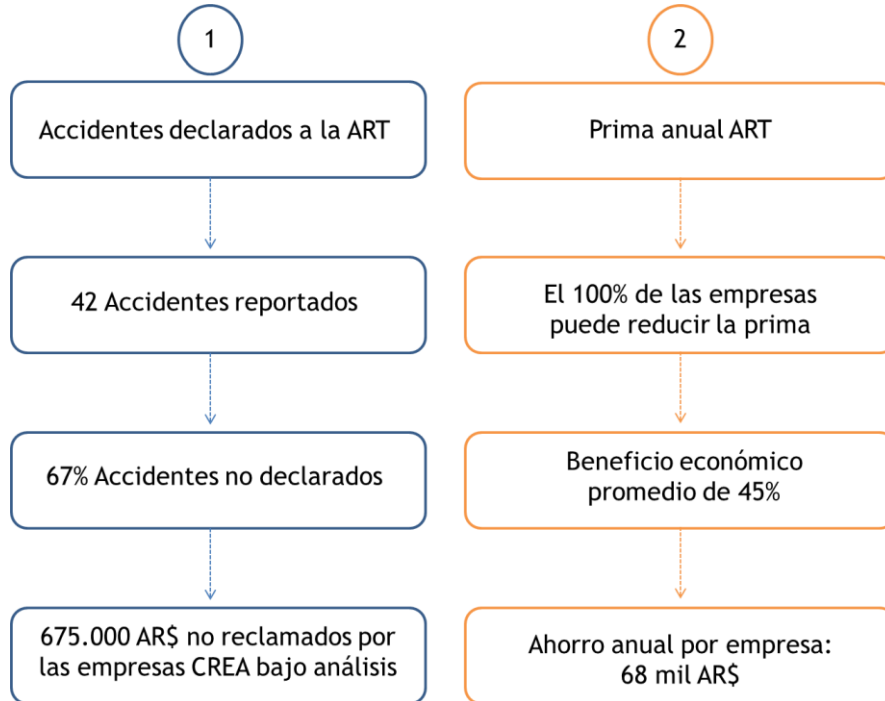 1
Accidentes declarados a la ART
42 Accidentes reportados
67% Accidentes no declarados
675.000 AR$ no reclamados por
las empresas CREA bajo análisis
2
Prima anual ART
El 100% de las empresas
puede reducir la prima
Beneficio económico
promedio de 45%
Ahorro anual por empresa:
68 mil AR$